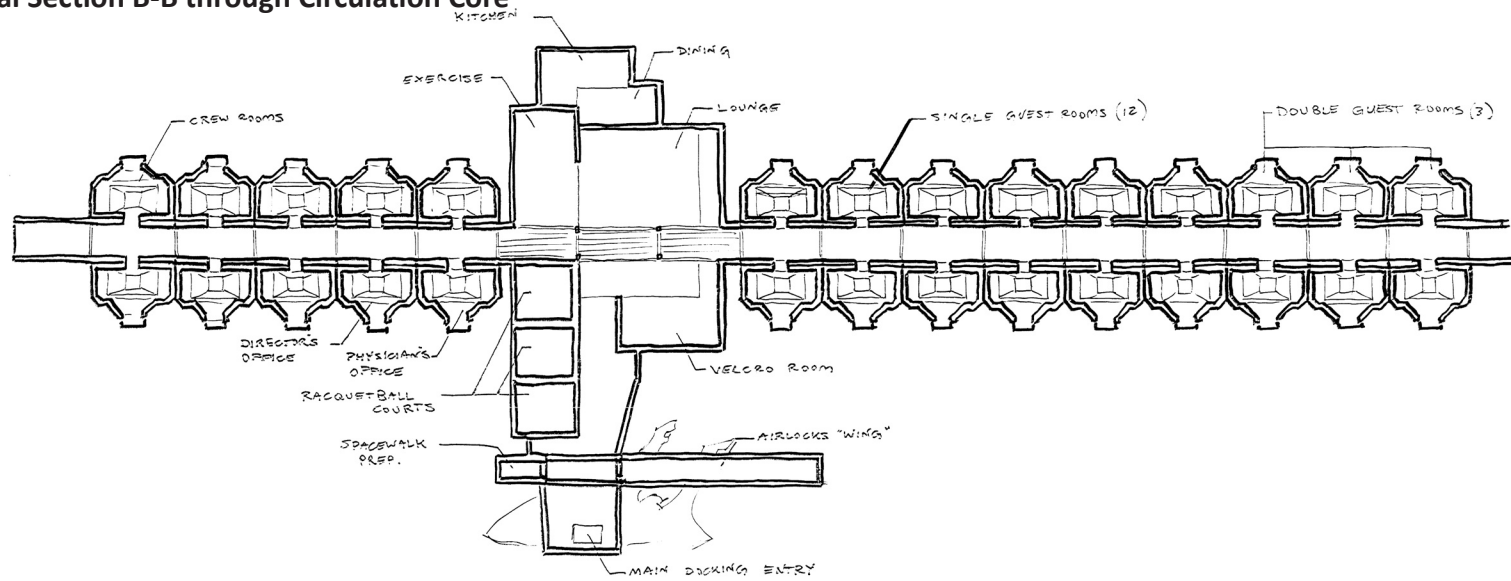 al Section B-B through Circulation Core
KITCHEN
DINING
EXERCISE
LOUNGE
CREW ROOMS
SINGLE GUEST ROOMS (12)
DOUBLE GUEST ROOMS (3)
DIRECTOR'S
OFFICE
PHYSICIAN'S
OFFICE
VELCRO ROOM
RACQUETBALL
COURTS
SPACEWALK
PREP.
AIRLOCKS "WING"
MAIN DOCKING ENTRY